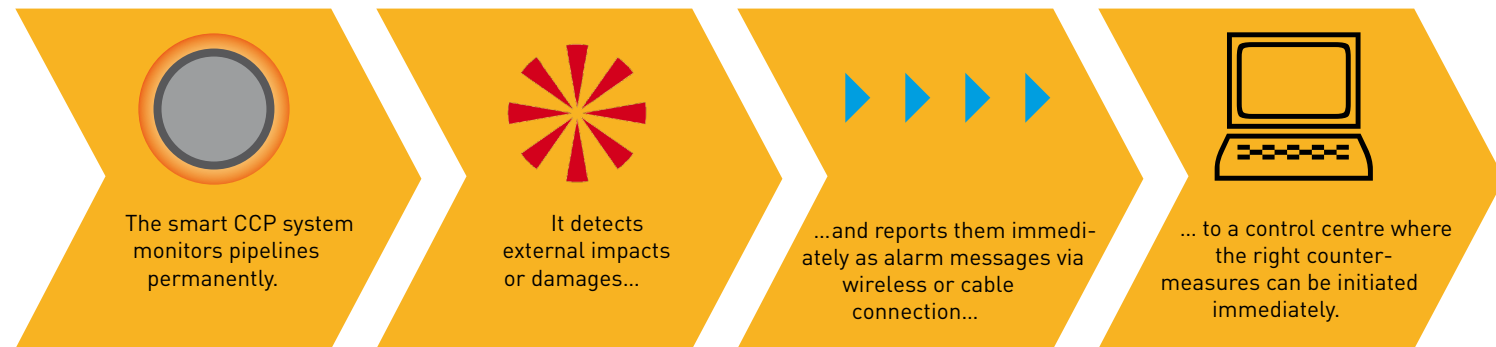 The smart CCP system
monitors pipelines
permanently.
It detects
external impacts
or damages...
...and reports them immedi-
ately as alarm messages via
wireless or cable
connection...
... to a control centre where
the right counter-
measures can be initiated
immediately.